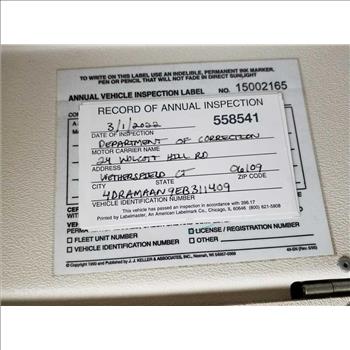 TO WRITE ON THIS LABEL USE AN INDELIBLE, PERMANENT INK MARKER,
PEN OR PENCIL THAT WILL NOT FADE IN DIRECT SUNLIGHT
ANNUAL VEHICLE INSPECTION LABEL NO. 15002165
RECORD OF ANNUAL INSPECTION
3/1/2022 558541
DATE OF INSPECTION
DEPARTMENT OF CORRECTION
MOTOR CARRIER NAME
24 WOLCOTT HILL RD
ADDRESS
WETHERSFIELD CT 06109
CITY STATE ZIP CODE
4DRAMAAN9EB311409
VEHICLE IDENTIFICATION NUMBER
This vehicle has passed an inspection in accordance with 396.17
Printed by Labelmaster, An American Labelmark Co., Chicago, IL 60646 (800) 621-5808
LICENSE / REGISTRATION NUMBER
FLEET UNIT NUMBER
OTHER
VEHICLE IDENTIFICATION NUMBER
© Copyright 1993 and Published by J. J. KELLER & ASSOCIATES, INC., Neenah, WI 54957-0368